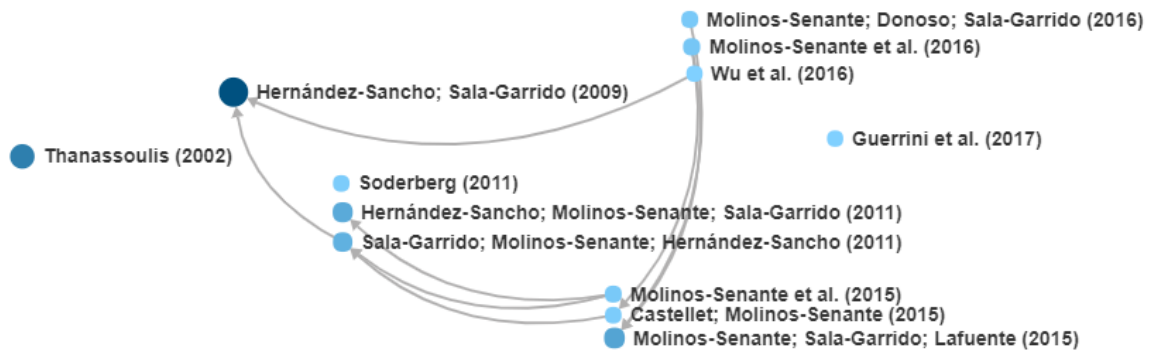 Molinos-Senante; Donoso; Sala-Garrido (2016)
Molinos-Senante et al. (2016)
Wu et al. (2016)
Hernández-Sancho; Sala-Garrido (2009)
Guerrini et al. (2017)
Thanassoulis (2002)
Soderberg (2011)
Hernández-Sancho; Molinos-Senante; Sala-Garrido (2011)
Sala-Garrido; Molinos-Senante; Hernández-Sancho (2011)
Molinos-Senante et al. (2015)
Castellet; Molinos-Senante (2015)
Molinos-Senante; Sala-Garrido; Lafuente (2015)